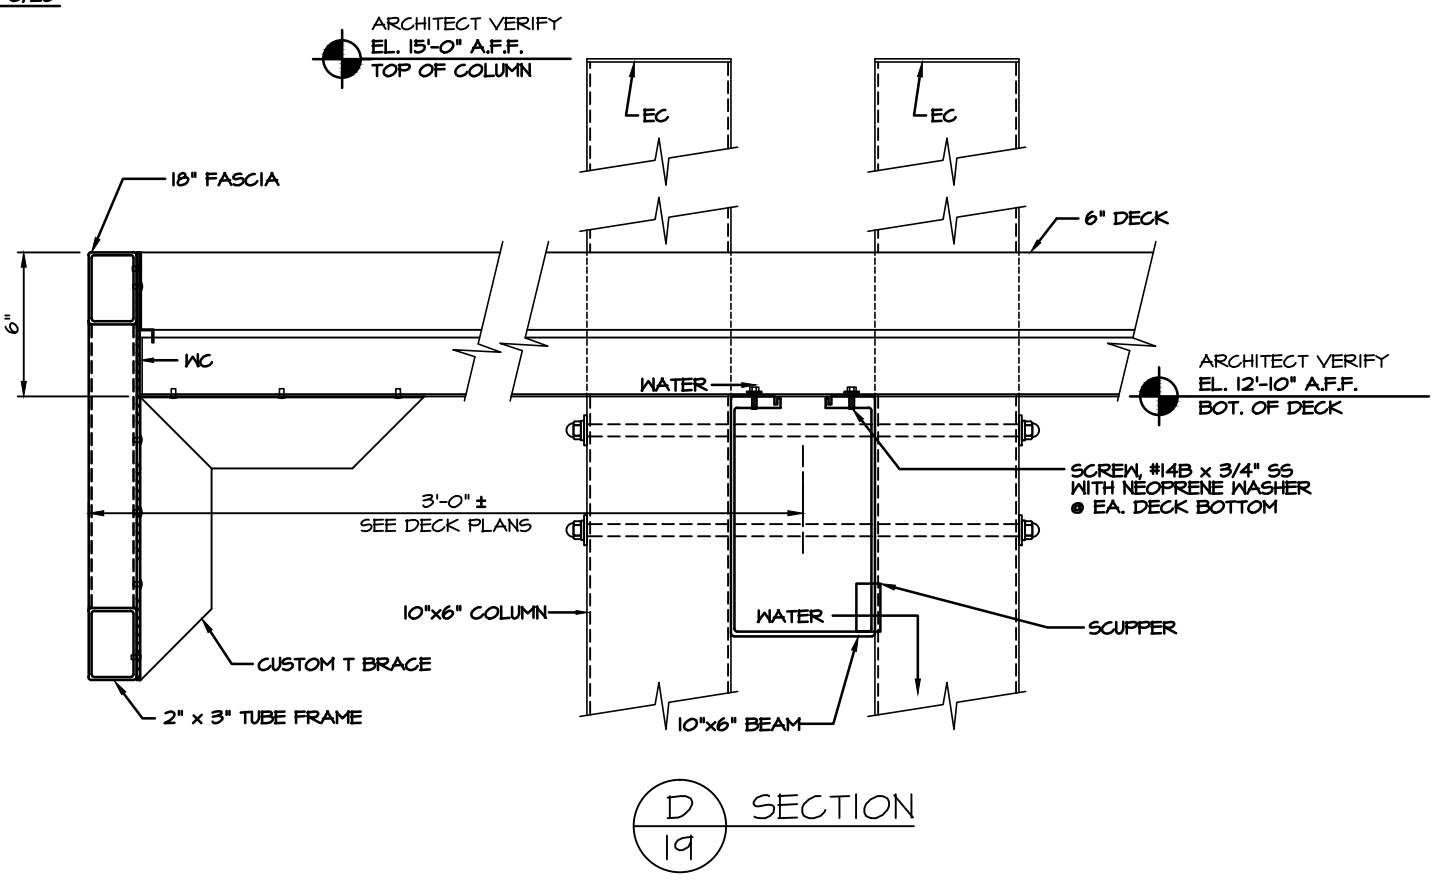 ARCHITECT VERIFY
EL. 15'-0" A.F.F.
TOP OF COLUMN
EC
EC
18" FASCIA
6" DECK
6"
WC
WATER
ARCHITECT VERIFY
EL. 12'-10" A.F.F.
BOT. OF DECK
SCREW, #14B x 3/4" SS
WITH NEOPRENE WASHER
@ EA. DECK BOTTOM
3'-0" ±
SEE DECK PLANS
10"x6" COLUMN
WATER
SCUPPER
CUSTOM T BRACE
2" x 3" TUBE FRAME
10"x6" BEAM
D
SECTION
19